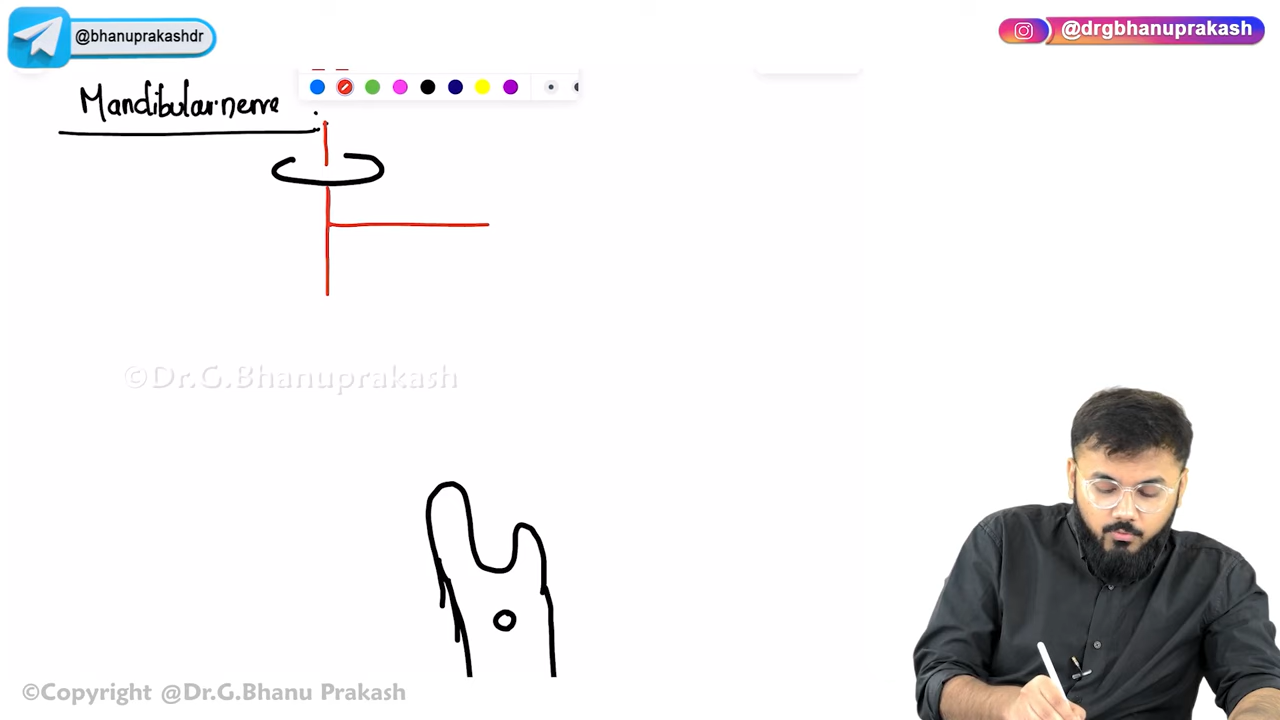 @bhanuprakashdr
@drgbhanuprakash
Mandibular nerve
©Dr.G.Bhanuprakash
©Copyright @Dr.G.Bhanu Prakash